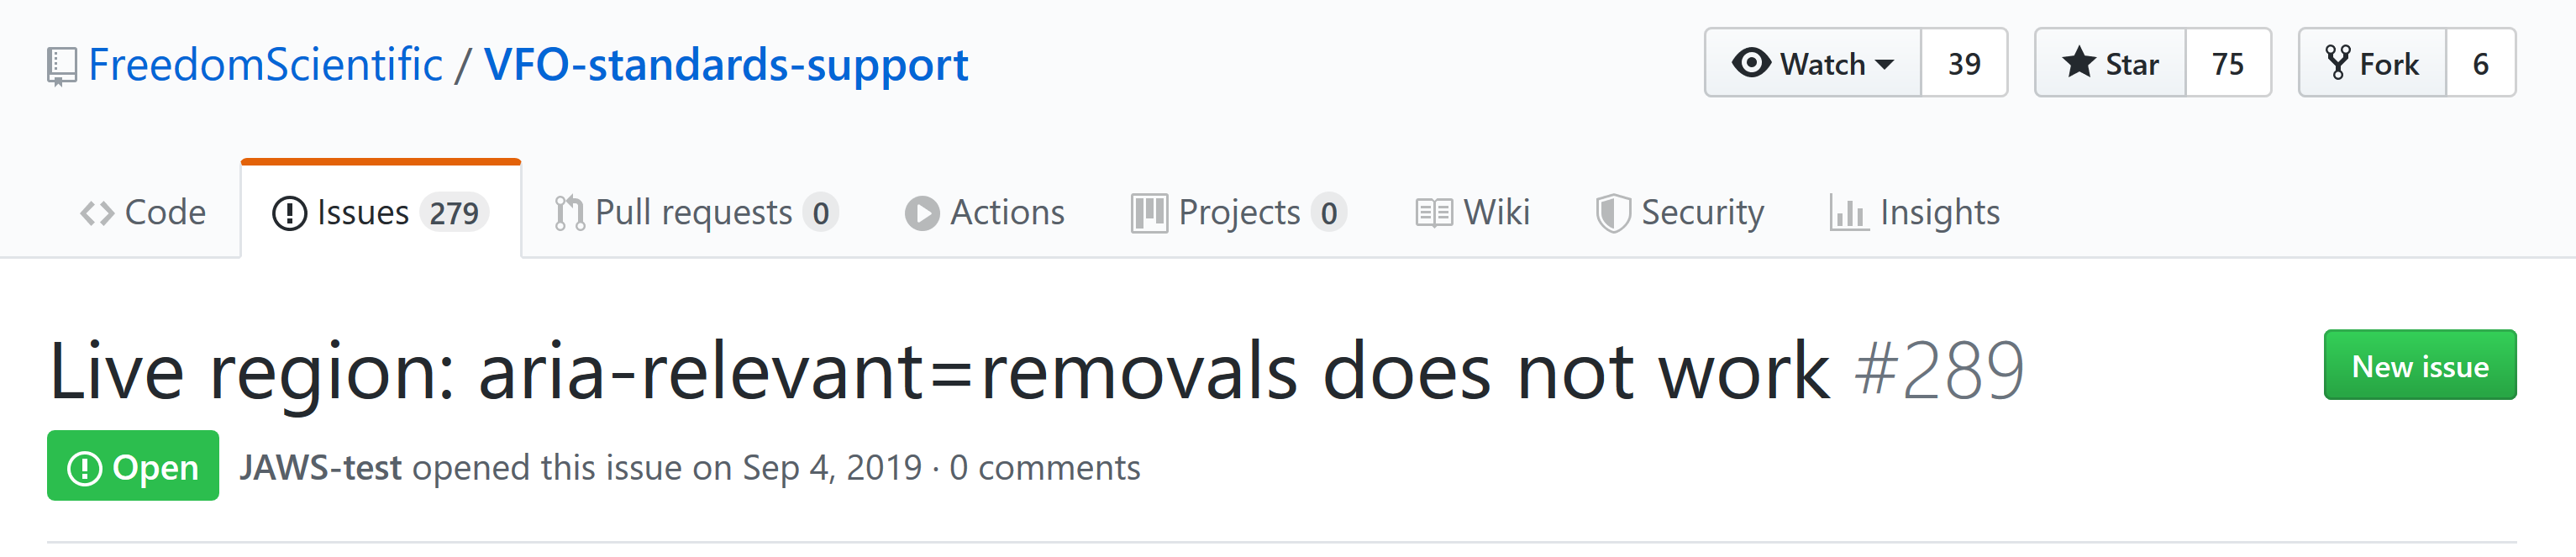 FreedomScientific / VFO-standards-support
Watch 39 Star 75 Fork 6
Code Issues 279 Pull requests 0 Actions Projects 0 Wiki Security Insights
Live region: aria-relevant=removals does not work #289
New issue
Open JAWS-test opened this issue on Sep 4, 2019 · 0 comments